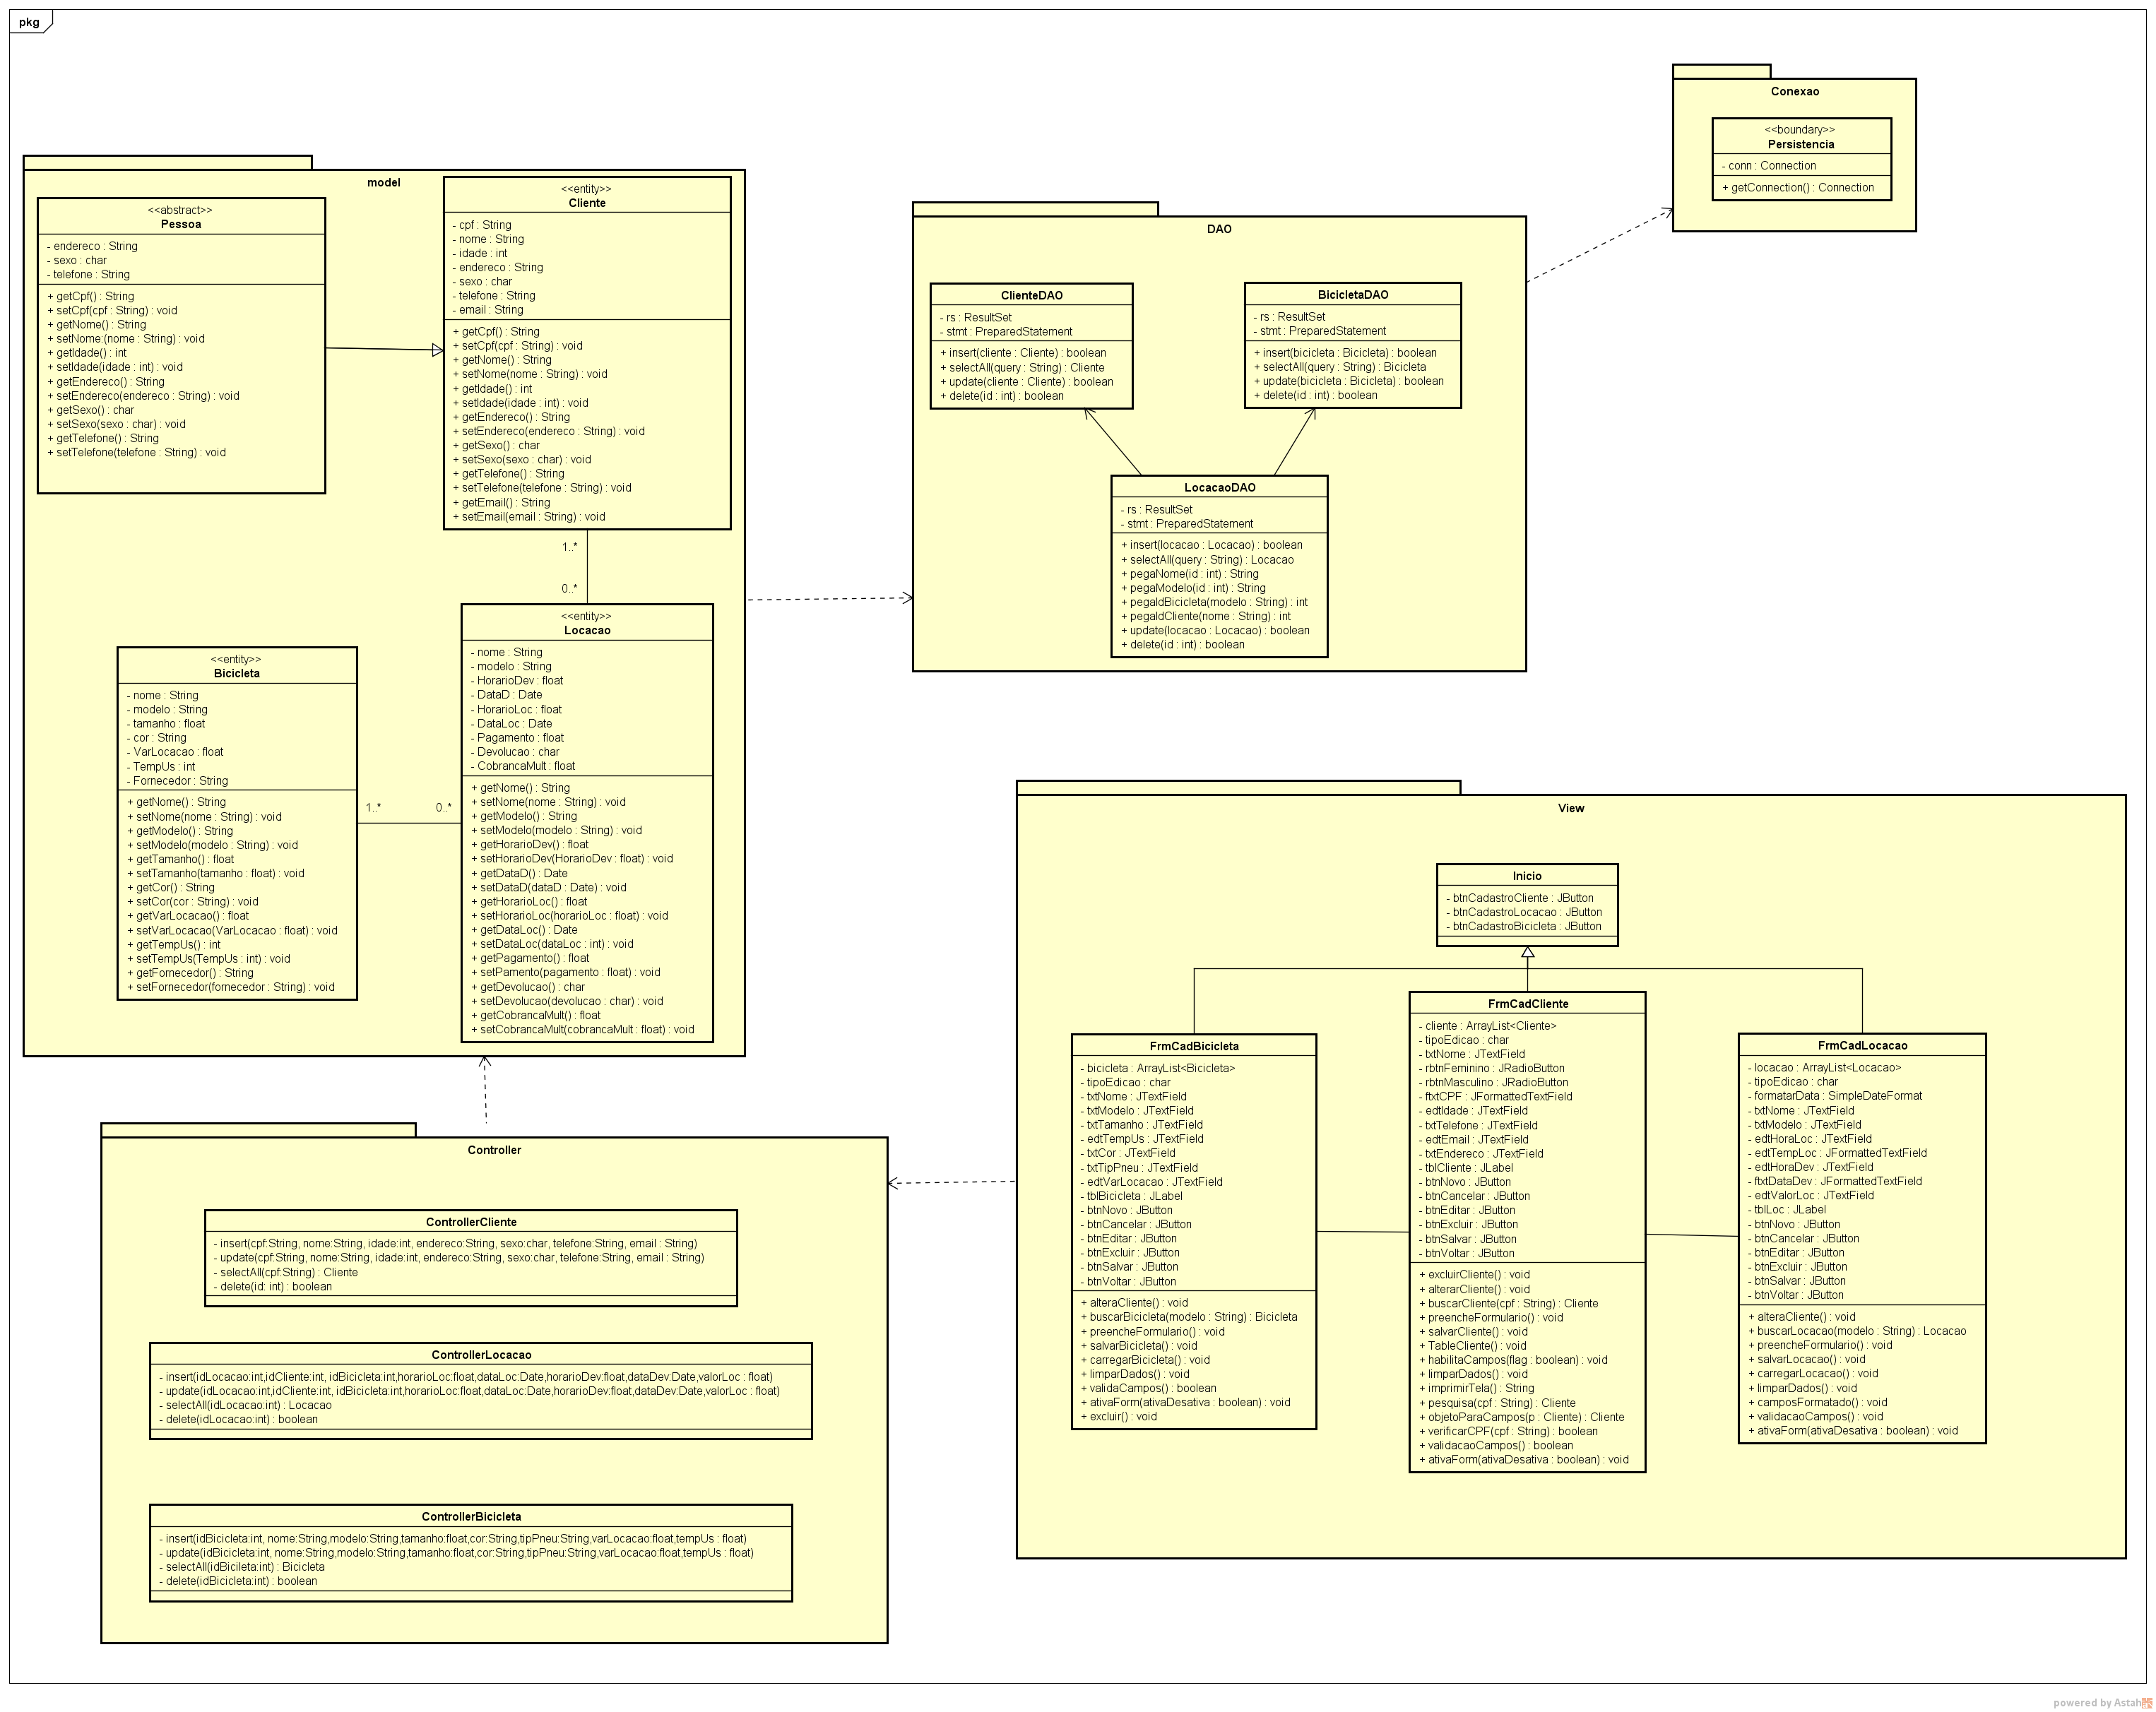 pkg
Conexao
<<boundary>>
Persistencia
- conn : Connection
+ getConnection() : Connection
model
<<abstract>>
Pessoa
- endereco : String
- sexo : char
- telefone : String
+ getCpf() : String
+ setCpf(cpf : String) : void
+ getNome() : String
+ setNome:(nome : String) : void
+ getIdade() : int
+ setIdade(idade : int) : void
+ getEndereco() : String
+ setEndereco(endereco : String) : void
+ getSexo() : char
+ setSexo(sexo : char) : void
+ getTelefone() : String
+ setTelefone(telefone : String) : void
<<entity>>
Cliente
- cpf : String
- nome : String
- idade : int
- endereco : String
- sexo : char
- telefone : String
- email : String
+ getCpf() : String
+ setCpf(cpf : String) : void
+ getNome() : String
+ setNome(nome : String) : void
+ getIdade() : int
+ setIdade(idade : int) : void
+ getEndereco() : String
+ setEndereco(endereco : String) : void
+ getSexo() : char
+ setSexo(sexo : char) : void
+ getTelefone() : String
+ setTelefone(telefone : String) : void
+ getEmail() : String
+ setEmail(email : String) : void
1..*
0..*
<<entity>>
Bicicleta
- nome : String
- modelo : String
- tamanho : float
- cor : String
- VarLocacao : float
- TempUs : int
- Fornecedor : String
+ getNome() : String
+ setNome(nome : String) : void
+ getModelo() : String
+ setModelo(modelo : String) : void
+ getTamanho() : float
+ setTamanho(tamanho : float) : void
+ getCor() : String
+ setCor(cor : String) : void
+ getVarLocacao() : float
+ setVarLocacao(VarLocacao : float) : void
+ getTempUs() : int
+ setTempUs(TempUs : int) : void
+ getFornecedor() : String
+ setFornecedor(fornecedor : String) : void
1..*
0..*
<<entity>>
Locacao
- nome : String
- modelo : String
- HorarioDev : float
- DataD : Date
- HorarioLoc : float
- DataLoc : Date
- Pagamento : float
- Devolucao : char
- CobrancaMult : float
+ getNome() : String
+ setNome(nome : String) : void
+ getModelo() : String
+ setModelo(modelo : String) : void
+ getHorarioDev() : float
+ setHorarioDev(HorarioDev : float) : void
+ getDataD() : Date
+ setDataD(dataD : Date) : void
+ getHorarioLoc() : float
+ setHorarioLoc(horarioLoc : float) : void
+ getDataLoc() : Date
+ setDataLoc(dataLoc : int) : void
+ getPagamento() : float
+ setPamento(pagamento : float) : void
+ getDevolucao() : char
+ setDevolucao(devolucao : char) : void
+ getCobrancaMult() : float
+ setCobrancaMult(cobrancaMult : float) : void
DAO
ClienteDAO
- rs : ResultSet
- stmt : PreparedStatement
+ insert(cliente : Cliente) : boolean
+ selectAll(query : String) : Cliente
+ update(cliente : Cliente) : boolean
+ delete(id : int) : boolean
BicicletaDAO
- rs : ResultSet
- stmt : PreparedStatement
+ insert(bicicleta : Bicicleta) : boolean
+ selectAll(query : String) : Bicicleta
+ update(bicicleta : Bicicleta) : boolean
+ delete(id : int) : boolean
LocacaoDAO
- rs : ResultSet
- stmt : PreparedStatement
+ insert(locacao : Locacao) : boolean
+ selectAll(query : String) : Locacao
+ pegaNome(id : int) : String
+ pegaModelo(id : int) : String
+ pegaIdBicicleta(modelo : String) : int
+ pegaIdCliente(nome : String) : int
+ update(locacao : Locacao) : boolean
+ delete(id : int) : boolean
View
Inicio
- btnCadastroCliente : JButton
- btnCadastroLocacao : JButton
- btnCadastroBicicleta : JButton
FrmCadBicicleta
- bicicleta : ArrayList<Bicicleta>
- tipoEdicao : char
- txtNome : JTextField
- txtModelo : JTextField
- txtTamanho : JTextField
- edtTempUs : JTextField
- txtCor : JTextField
- txtTipPneu : JTextField
- edtVarLocacao : JTextField
- tblBicicleta : JLabel
- btnNovo : JButton
- btnCancelar : JButton
- btnEditar : JButton
- btnExcluir : JButton
- btnSalvar : JButton
- btnVoltar : JButton
+ alteraCliente() : void
+ buscarBicicleta(modelo : String) : Bicicleta
+ preencheFormulario() : void
+ salvarBicicleta() : void
+ carregarBicicleta() : void
+ limparDados() : void
+ validaCampos() : boolean
+ ativaForm(ativaDesativa : boolean) : void
+ excluir() : void
FrmCadCliente
- cliente : ArrayList<Cliente>
- tipoEdicao : char
- txtNome : JTextField
- rbtnFeminino : JRadioButton
- rbtnMasculino : JRadioButton
- ftxtCPF : JFormattedTextField
- edtIdade : JTextField
- txtTelefone : JTextField
- edtEmail : JTextField
- txtEndereco : JTextField
- tblCliente : JLabel
- btnNovo : JButton
- btnCancelar : JButton
- btnEditar : JButton
- btnExcluir : JButton
- btnSalvar : JButton
- btnVoltar : JButton
+ excluirCliente() : void
+ alterarCliente() : void
+ buscarCliente(cpf : String) : Cliente
+ preencheFormulario() : void
+ salvarCliente() : void
+ TableCliente() : void
+ habilitaCampos(flag : boolean) : void
+ limparDados() : void
+ imprimirTela() : String
+ pesquisa(cpf : String) : Cliente
+ objetoParaCampos(p : Cliente) : Cliente
+ verificarCPF(cpf : String) : boolean
+ validacaoCampos() : boolean
+ ativaForm(ativaDesativa : boolean) : void
FrmCadLocacao
- locacao : ArrayList<Locacao>
- tipoEdicao : char
- formatarData : SimpleDateFormat
- txtNome : JTextField
- txtModelo : JTextField
- edtHoraLoc : JTextField
- edtTempLoc : JFormattedTextField
- edtHoraDev : JTextField
- ftxtDataDev : JFormattedTextField
- edtValorLoc : JTextField
- tblLoc : JLabel
- btnNovo : JButton
- btnCancelar : JButton
- btnEditar : JButton
- btnExcluir : JButton
- btnSalvar : JButton
- btnVoltar : JButton
+ alteraCliente() : void
+ buscarLocacao(modelo : String) : Locacao
+ preencheFormulario() : void
+ salvarLocacao() : void
+ carregarLocacao() : void
+ limparDados() : void
+ camposFormatado() : void
+ validacaoCampos() : void
+ ativaForm(ativaDesativa : boolean) : void
Controller
ControllerCliente
- insert(cpf:String, nome:String, idade:int, endereco:String, sexo:char, telefone:String, email : String)
- update(cpf:String, nome:String, idade:int, endereco:String, sexo:char, telefone:String, email : String)
- selectAll(cpf:String) : Cliente
- delete(id: int) : boolean
ControllerLocacao
- insert(idLocacao:int,idCliente:int, idBicicleta:int,horarioLoc:float,dataLoc:Date,horarioDev:float,dataDev:Date,valorLoc : float)
- update(idLocacao:int,idCliente:int, idBicicleta:int,horarioLoc:float,dataLoc:Date,horarioDev:float,dataDev:Date,valorLoc : float)
- selectAll(idLocacao:int) : Locacao
- delete(idLocacao:int) : boolean
ControllerBicicleta
- insert(idBicicleta:int, nome:String,modelo:String,tamanho:float,cor:String,tipPneu:String,varLocacao:float,tempUs : float)
- update(idBicicleta:int, nome:String,modelo:String,tamanho:float,cor:String,tipPneu:String,varLocacao:float,tempUs : float)
- selectAll(idBicileta:int) : Bicicleta
- delete(idBicicleta:int) : boolean
powered by Astah